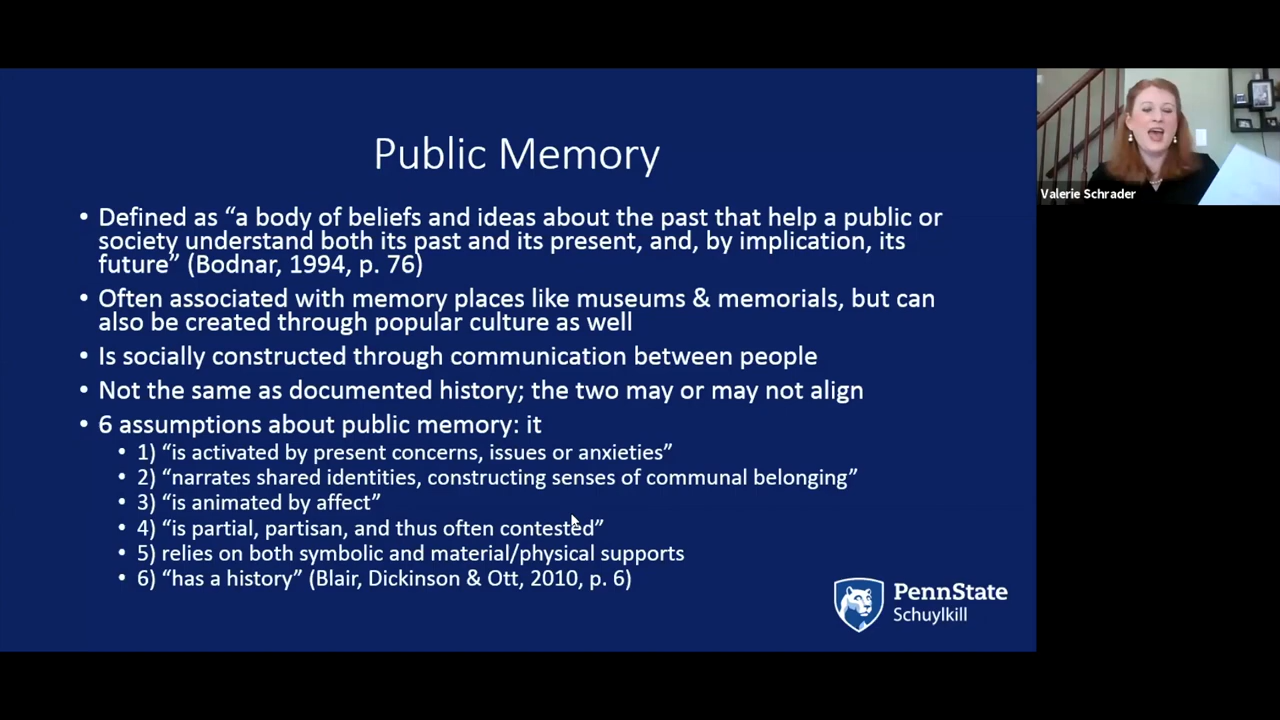 Public Memory
• Defined as “a body of beliefs and ideas about the past that help a public or
society understand both its past and its present, and, by implication, its
future” (Bodnar, 1994, p. 76)
• Often associated with memory places like museums & memorials, but can
also be created through popular culture as well
• Is socially constructed through communication between people
• Not the same as documented history; the two may or may not align
• 6 assumptions about public memory: it
• 1) “is activated by present concerns, issues or anxieties”
• 2) “narrates shared identities, constructing senses of communal belonging”
• 3) “is animated by affect”
• 4) “is partial, partisan, and thus often contested”
• 5) relies on both symbolic and material/physical supports
• 6) “has a history” (Blair, Dickinson & Ott, 2010, p. 6)
PennState
Schuylkill
Valerie Schrader